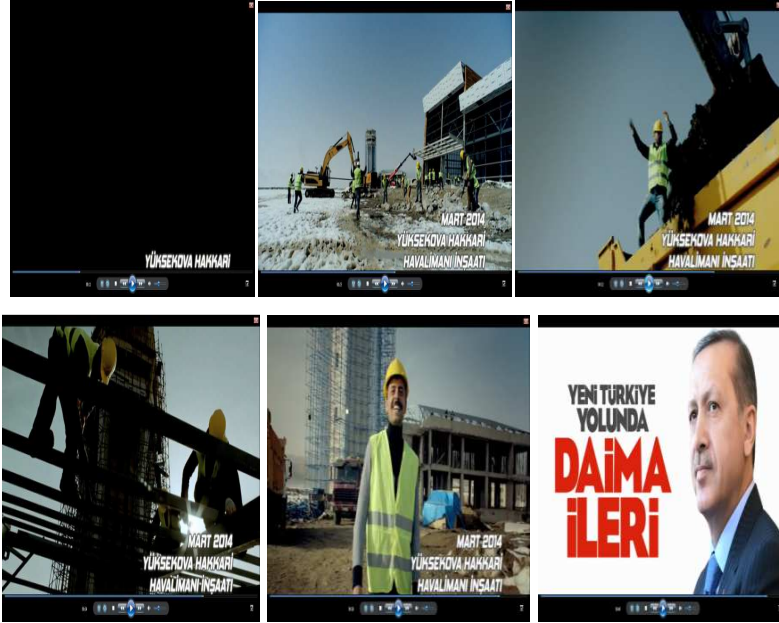 YÜKSEKOVA HAKKARİ
MART 2014
YÜKSEKOVA HAKKARİ
HAVALİMANI İNŞAATI
MART 2014
YÜKSEKOVA HAKKARİ
HAVALİMANI İNŞAATI
MART 2014
YÜKSEKOVA HAKKARİ
HAVALİMANI İNŞAATI
MART 2014
YÜKSEKOVA HAKKARİ
HAVALİMANI İNŞAATI
YENİ TÜRKİYE
YOLUNDA
DAİMA
İLERİ